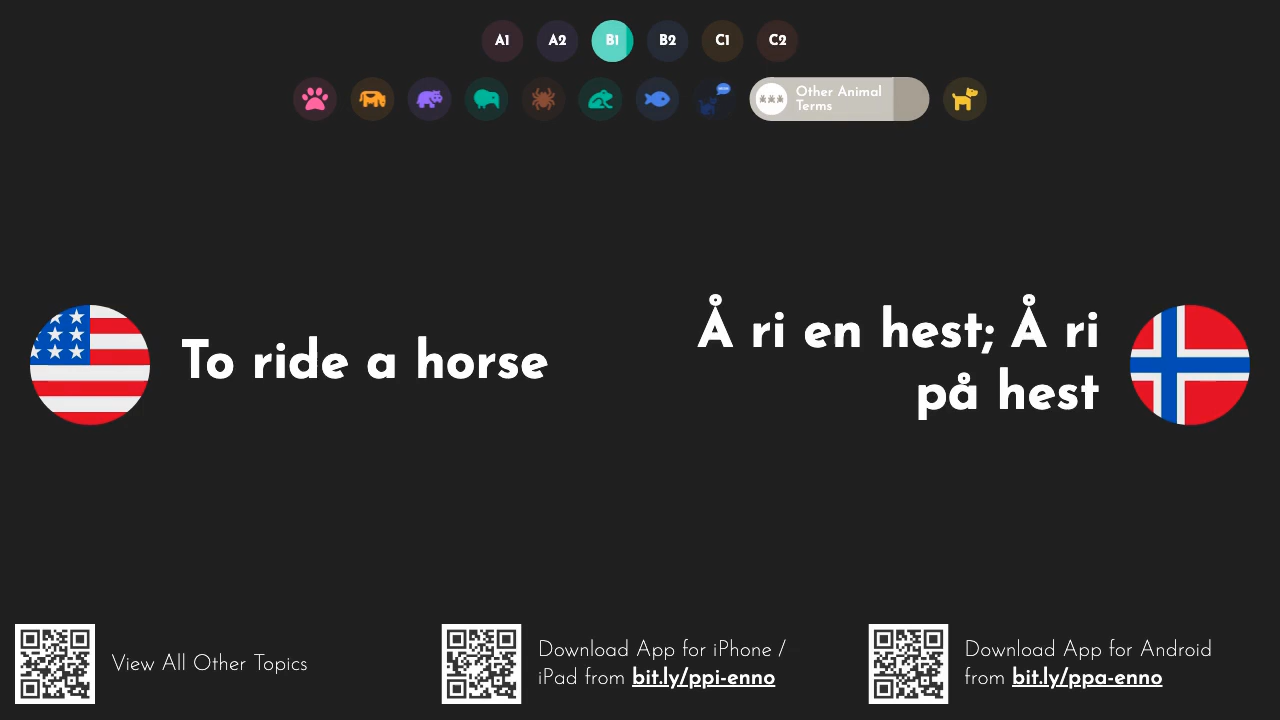 A1 A2 B1 B2 C1 C2
Other Animal
Terms
To ride a horse
Å ri en hest; Å ri
på hest
View All Other Topics
Download App for iPhone /
iPad from bit.ly/ppi-enno
Download App for Android
from bit.ly/ppa-enno